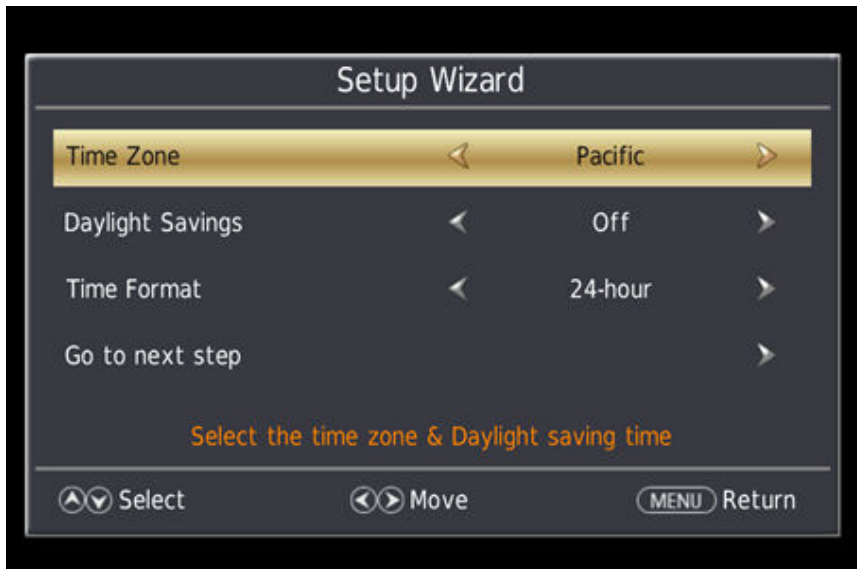 Setup Wizard
Time Zone Pacific
Daylight Savings Off
Time Format 24-hour
Go to next step
Select the time zone & Daylight saving time
Select Move MENU Return